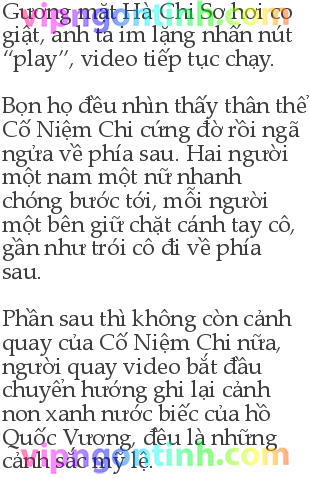 Gương mặt Hà Chi Sơ hơi co
giật, anh ta im lặng nhấn nút
“play”, video tiếp tục chạy.
Bọn họ đều nhìn thấy thân thể
Cố Niệm Chi cứng đờ rồi ngã
ngửa về phía sau. Hai người
một nam một nữ nhanh
chóng bước tới, mỗi người
một bên giữ chặt cánh tay cô,
gần như trói cô đi về phía
sau.
Phần sau thì không còn cảnh
quay của Cố Niệm Chi nữa,
người quay video bắt đầu
chuyển hướng ghi lại cảnh
non xanh nước biếc của hồ
Quốc Vương, đều là những
cảnh sắc mỹ lệ.
vipngontinh.com